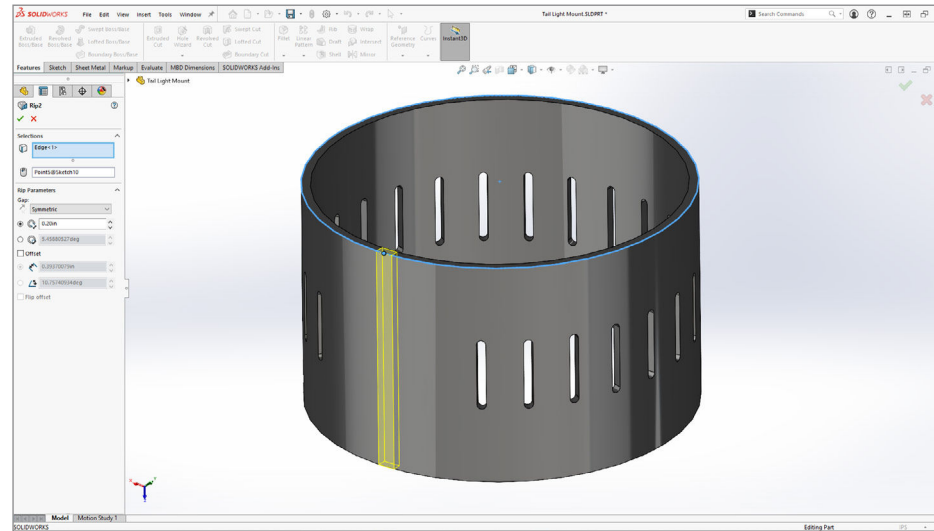 SOLIDWORKS File Edit View Insert Tools Window
Tail Light Mount.SLDPRT *
Search Commands
Extruded Boss/Base
Revolved Boss/Base
Swept Boss/Base
Lofted Boss/Base
Boundary Boss/Base
Extruded Cut
Hole Wizard
Revolved Cut
Swept Cut
Lofted Cut
Boundary Cut
Fillet
Linear Pattern
Rib
Draft
Shell
Wrap
Intersect
Mirror
Reference Geometry
Curves
Instant3D
Features Sketch Sheet Metal Markup Evaluate MBD Dimensions SOLIDWORKS Add-Ins
Tail Light Mount
Rip2
Selections
Edge<1>
Point5@Sketch10
Rip Parameters
Gap:
Symmetric
0.20in
Offset
0.39370079in
10.75740934deg
Flip offset
Model Motion Study 1
SOLIDWORKS
Editing Part
IPS